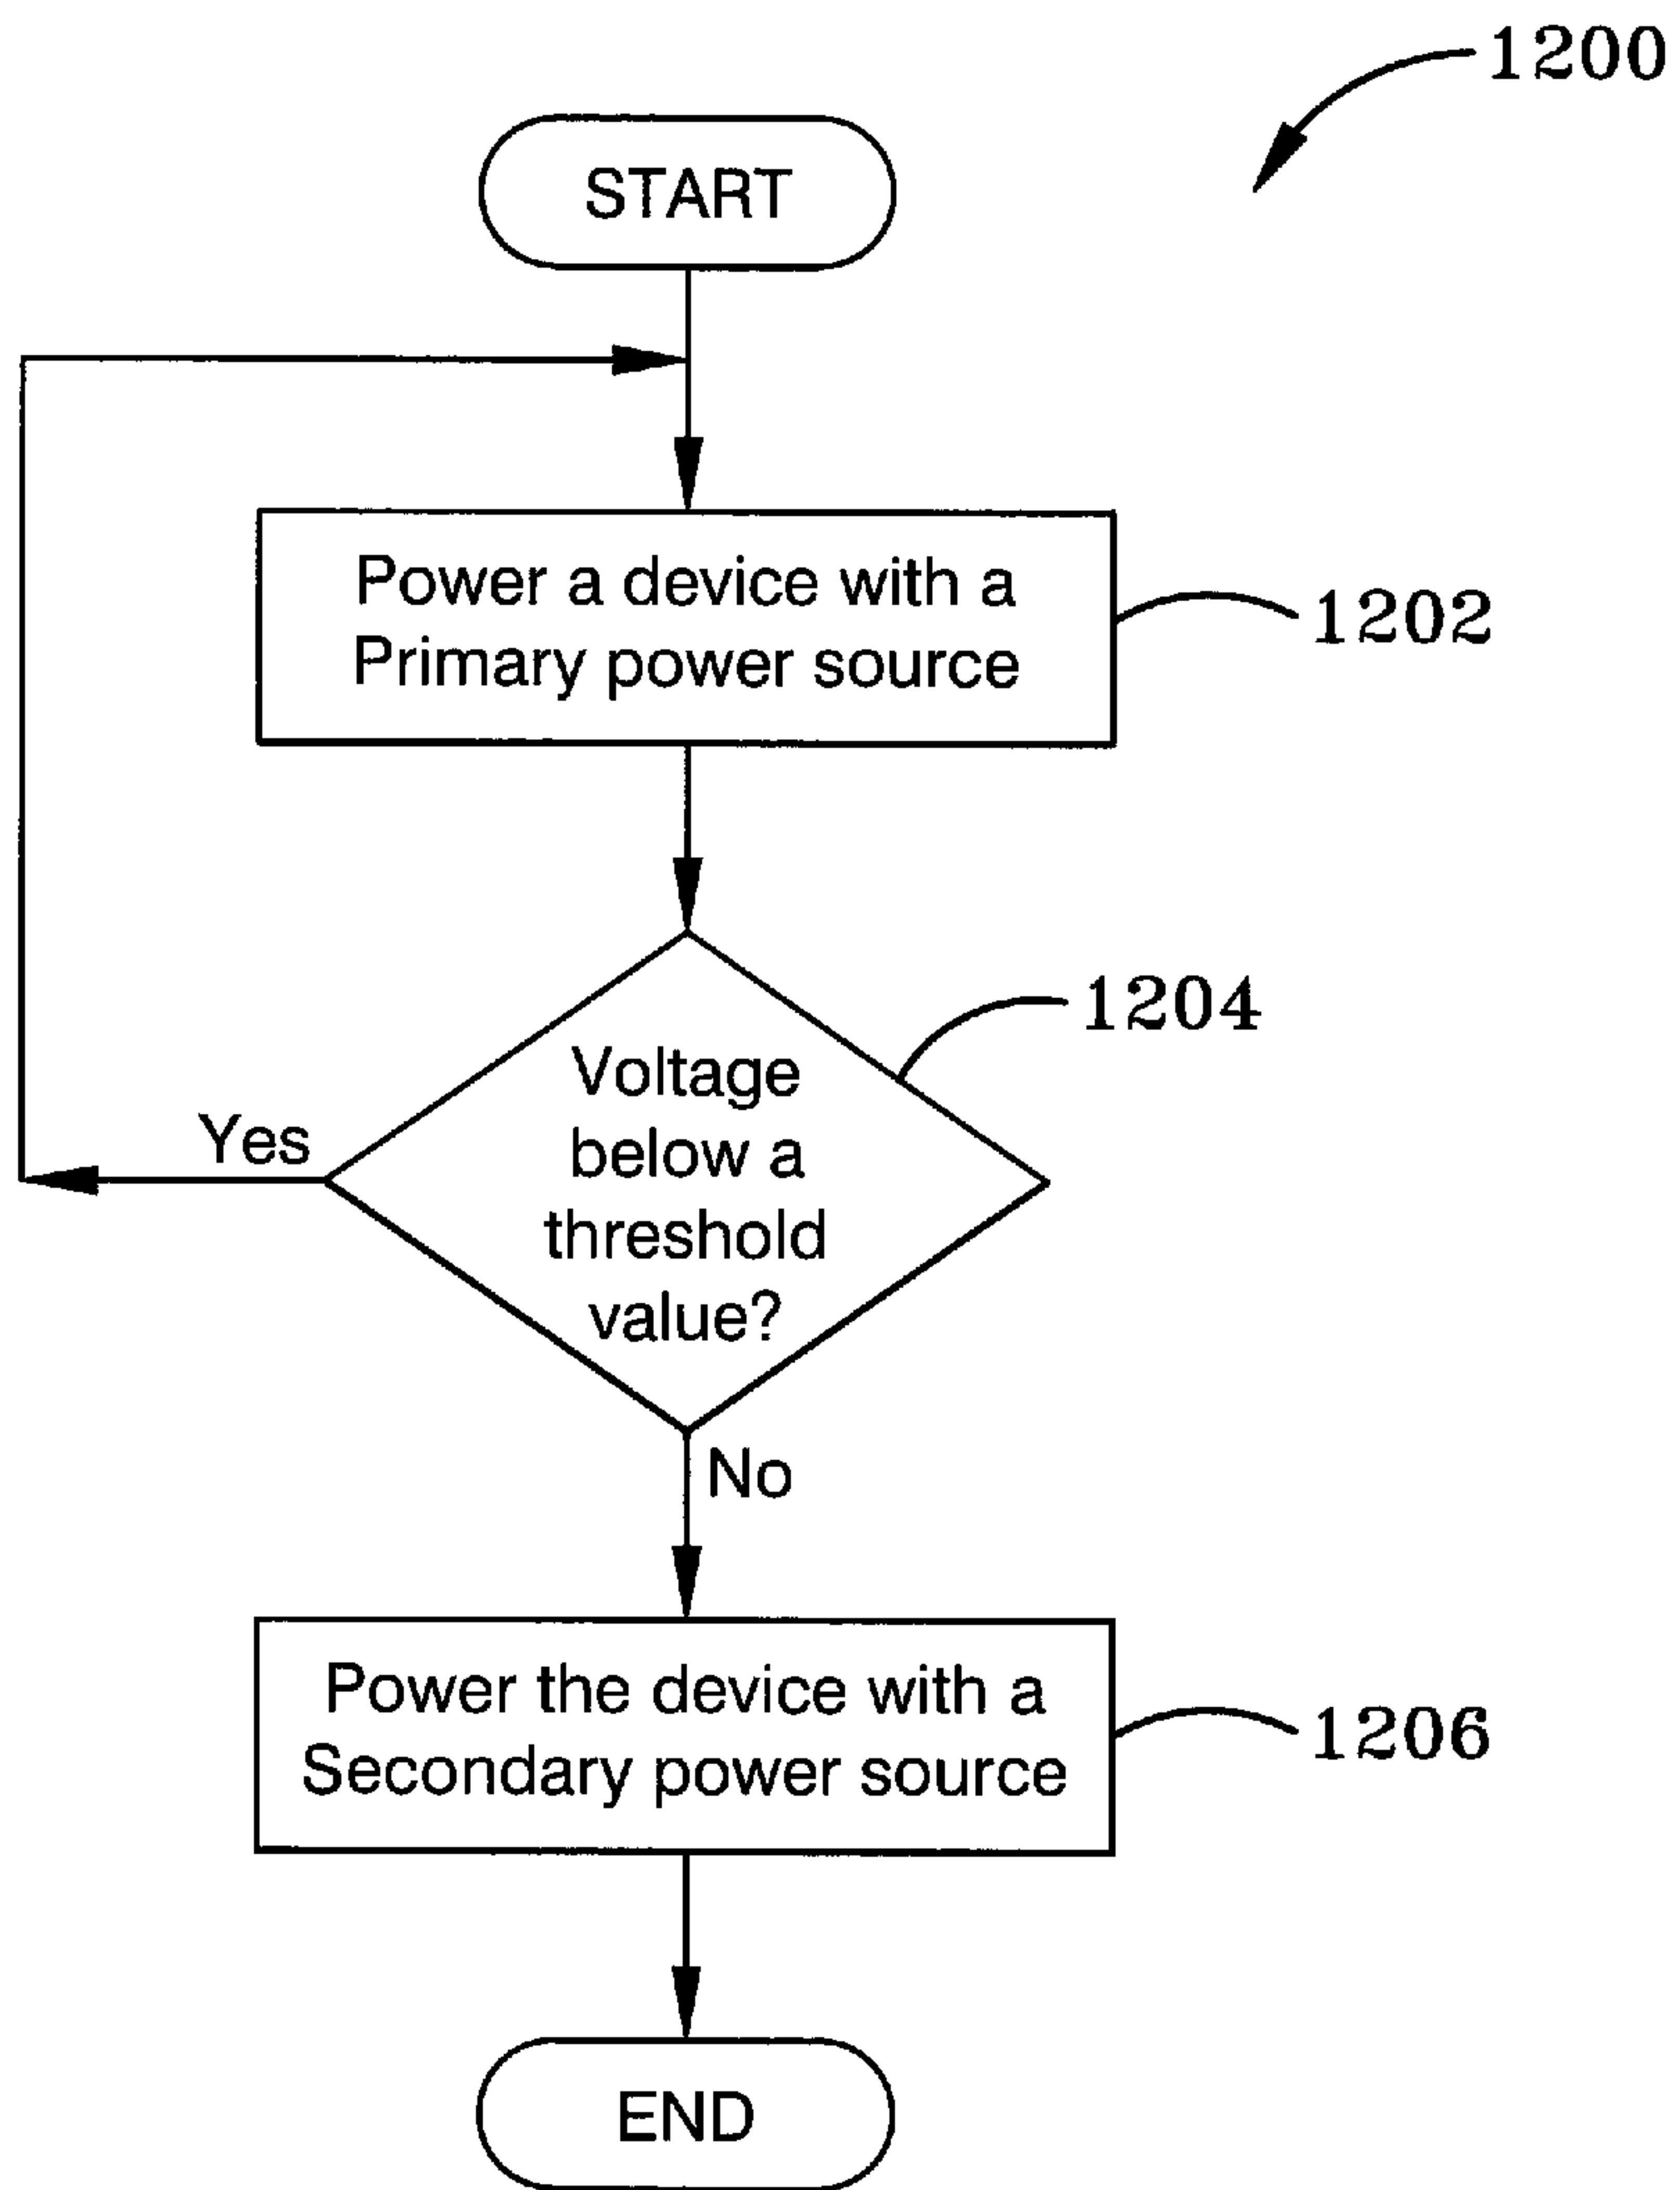 1200
START
Power a device with a
Primary power source
1202
1204
Voltage
below a
threshold
value?
Yes
No
Power the device with a
Secondary power source
1206
END